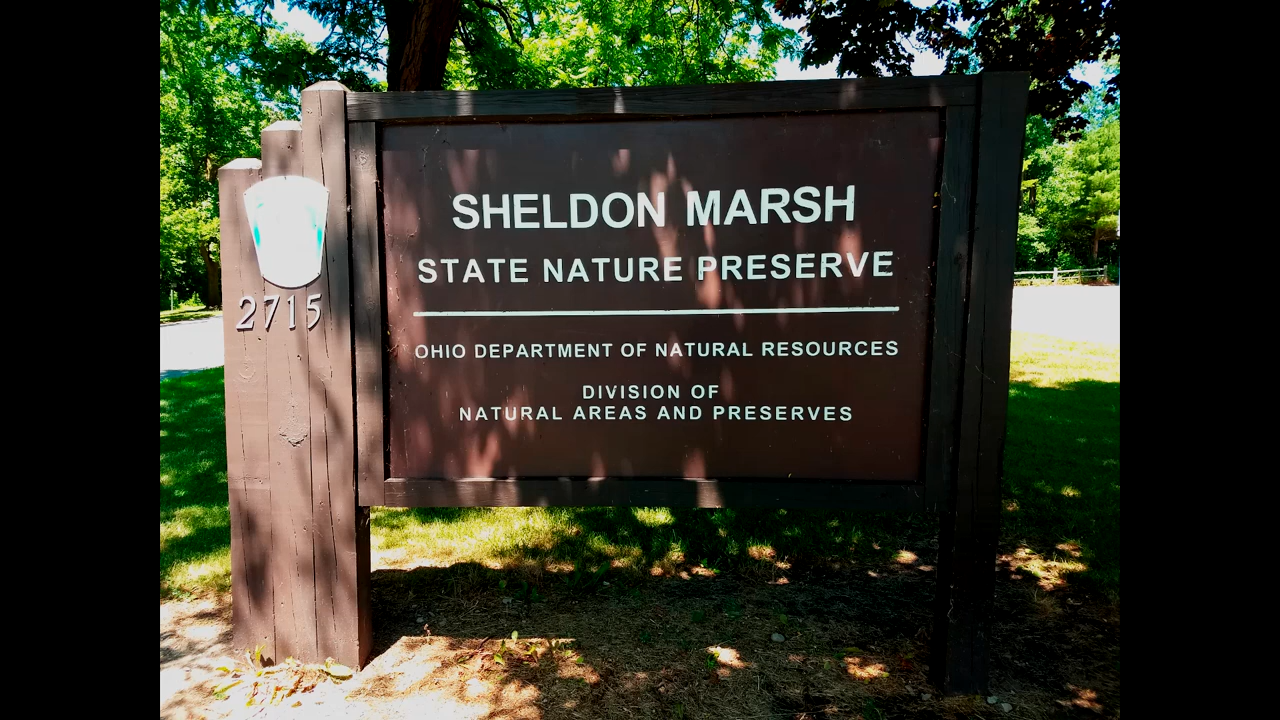 SHELDON MARSH
STATE NATURE PRESERVE
2715
OHIO DEPARTMENT OF NATURAL RESOURCES
DIVISION OF
NATURAL AREAS AND PRESERVES